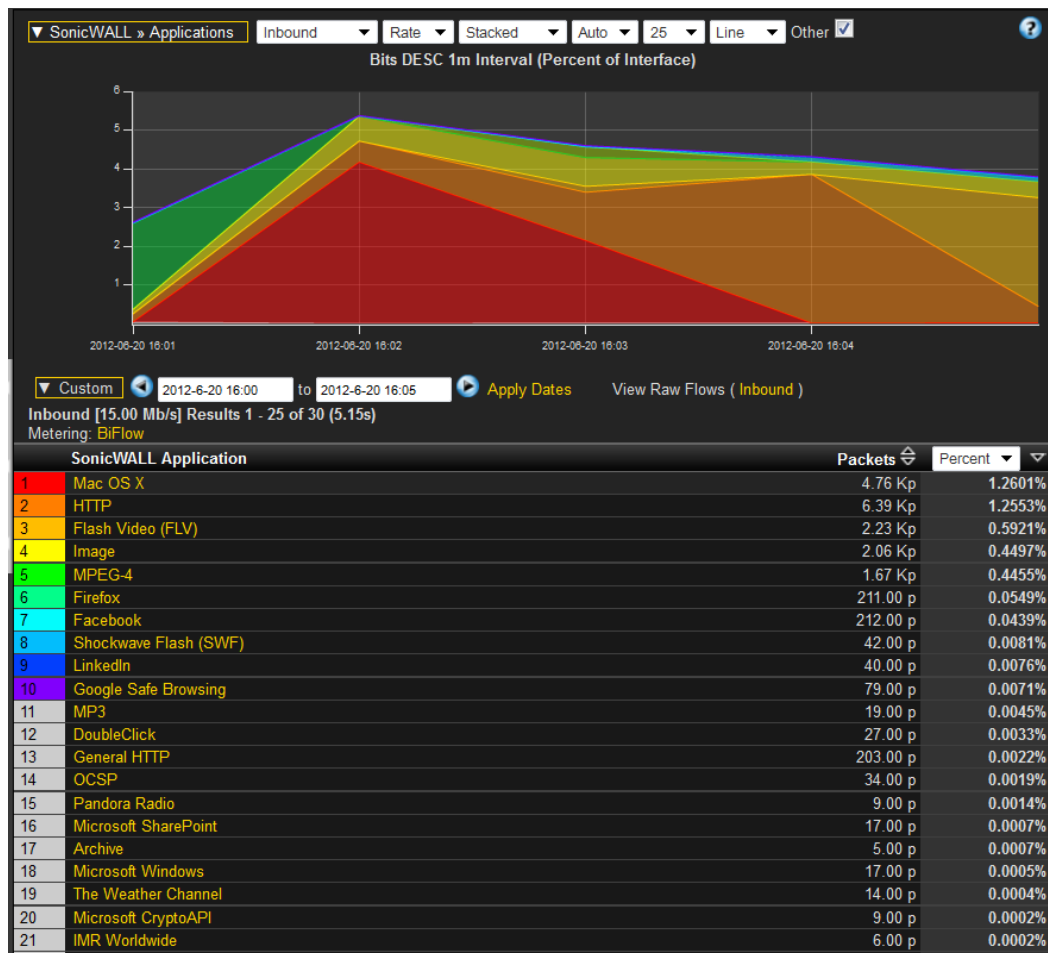 ▼ SonicWALL » Applications Inbound ▼ Rate ▼ Stacked ▼ Auto ▼ 25 ▼ Line ▼ Other
Bits DESC 1m Interval (Percent of Interface)
6
5
4
3
2
1
2012-06-20 16:01 2012-06-20 16:02 2012-06-20 16:03 2012-06-20 16:04
▼ Custom 2012-6-20 16:00 to 2012-6-20 16:05 Apply Dates View Raw Flows ( Inbound )
Inbound [15.00 Mb/s] Results 1 - 25 of 30 (5.15s)
Metering: BiFlow
SonicWALL Application Packets Percent ▼
1 Mac OS X 4.76 Kp 1.2601%
2 HTTP 6.39 Kp 1.2553%
3 Flash Video (FLV) 2.23 Kp 0.5921%
4 Image 2.06 Kp 0.4497%
5 MPEG-4 1.67 Kp 0.4455%
6 Firefox 211.00 p 0.0549%
7 Facebook 212.00 p 0.0439%
8 Shockwave Flash (SWF) 42.00 p 0.0081%
9 LinkedIn 40.00 p 0.0076%
10 Google Safe Browsing 79.00 p 0.0071%
11 MP3 19.00 p 0.0045%
12 DoubleClick 27.00 p 0.0033%
13 General HTTP 203.00 p 0.0022%
14 OCSP 34.00 p 0.0019%
15 Pandora Radio 9.00 p 0.0014%
16 Microsoft SharePoint 17.00 p 0.0007%
17 Archive 5.00 p 0.0007%
18 Microsoft Windows 17.00 p 0.0005%
19 The Weather Channel 14.00 p 0.0004%
20 Microsoft CryptoAPI 9.00 p 0.0002%
21 IMR Worldwide 6.00 p 0.0002%